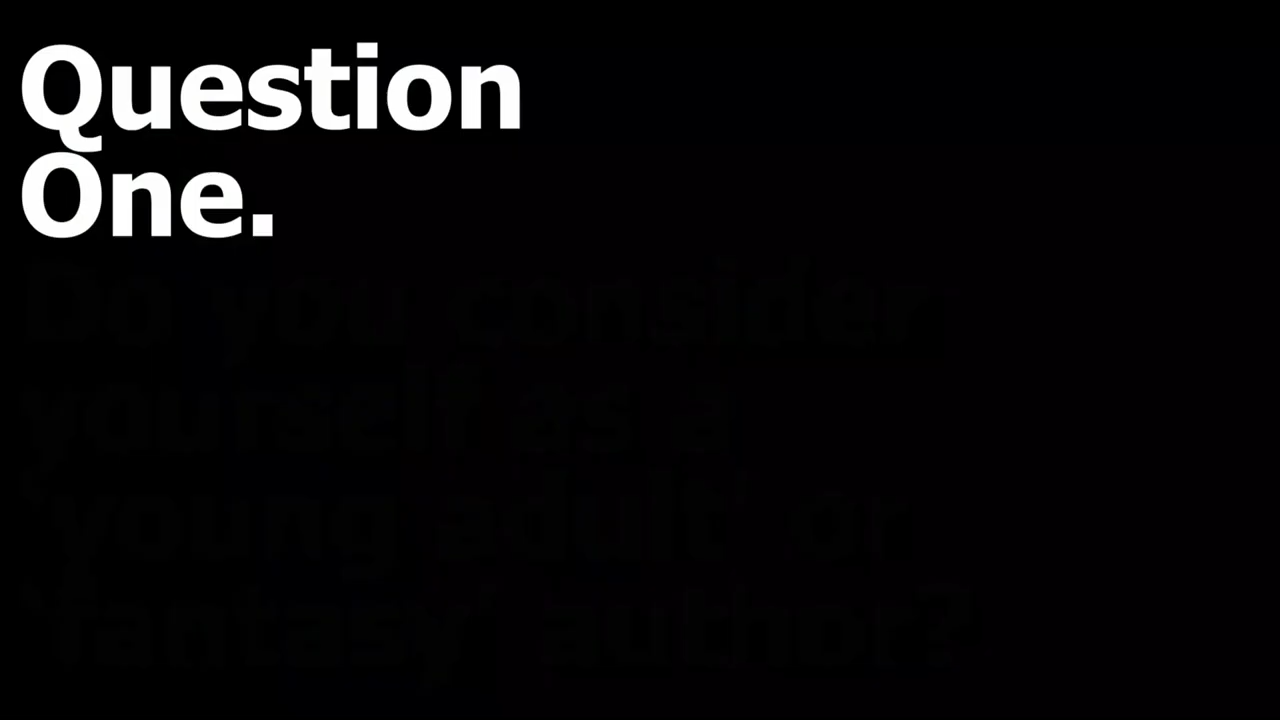 Question
One.
Do you consider
yourself as a
'young adult' or
'fantasy' author?